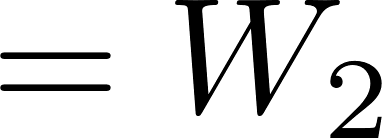 = W₂